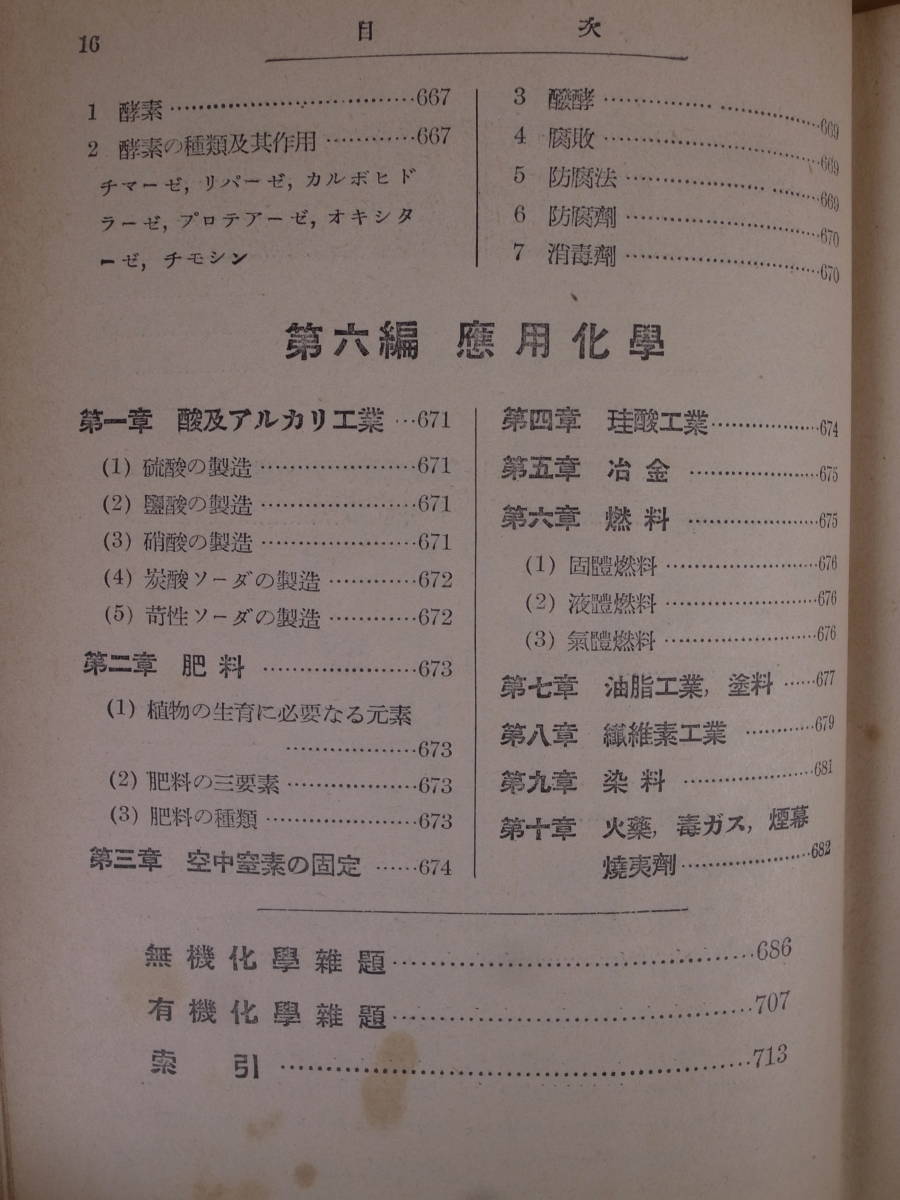 16
目次
1 酵素……………………………667
2 酵素の種類及其作用…………667
チマーゼ, リパーゼ, カルボヒド
ラーゼ, プロテアーゼ, オキシタ
ーゼ, チモシン
3 醱酵……………………………669
4 腐敗……………………………669
5 防腐法…………………………669
6 防腐劑…………………………670
7 消毒劑…………………………670
第六編 應用化學
第一章 酸及アルカリ工業…671
(1) 硫酸の製造………………671
(2) 鹽酸の製造………………671
(3) 硝酸の製造………………671
(4) 炭酸ソーダの製造…………672
(5) 苛性ソーダの製造…………672
第二章 肥料…………………673
(1) 植物の生育に必要なる元素
………………673
(2) 肥料の三要素………………673
(3) 肥料の種類…………………673
第三章 空中窒素の固定……674
第四章 珪酸工業……………674
第五章 冶金…………………675
第六章 燃料…………………675
(1) 固體燃料…………………676
(2) 液體燃料…………………676
(3) 氣體燃料…………………676
第七章 油脂工業, 塗料……677
第八章 纖維素工業…………679
第九章 染料…………………681
第十章 火藥, 毒ガス, 煙幕
燒夷劑………………682
無機化學雜題……………………………686
有機化學雜題……………………………707
索引………………………………………713